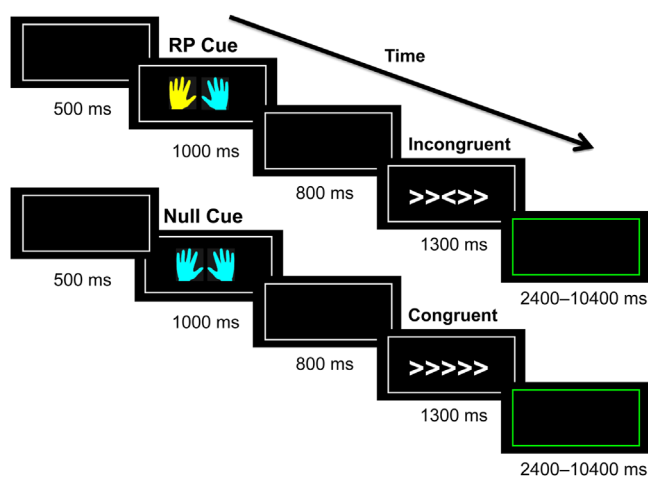 RP Cue
Time
500 ms
1000 ms
Incongruent
800 ms
>><>>
1300 ms
2400–10400 ms
Null Cue
500 ms
1000 ms
Congruent
800 ms
>>>>>
1300 ms
2400–10400 ms